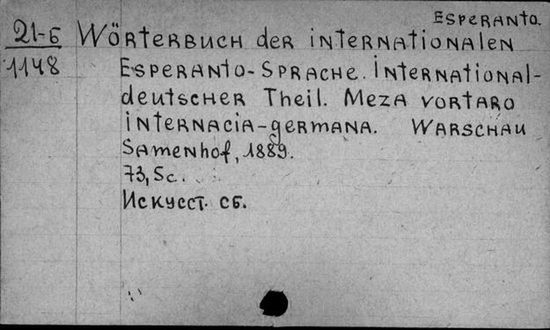 Esperanto.
21-5 Wörterbuch der internationalen
1148 Esperanto-Sprache. International-
deutscher Theil. Meza vortaro
internacia-germana. Warschau
Samenhof, 1889.
73, Sc.
Искусст. сб.